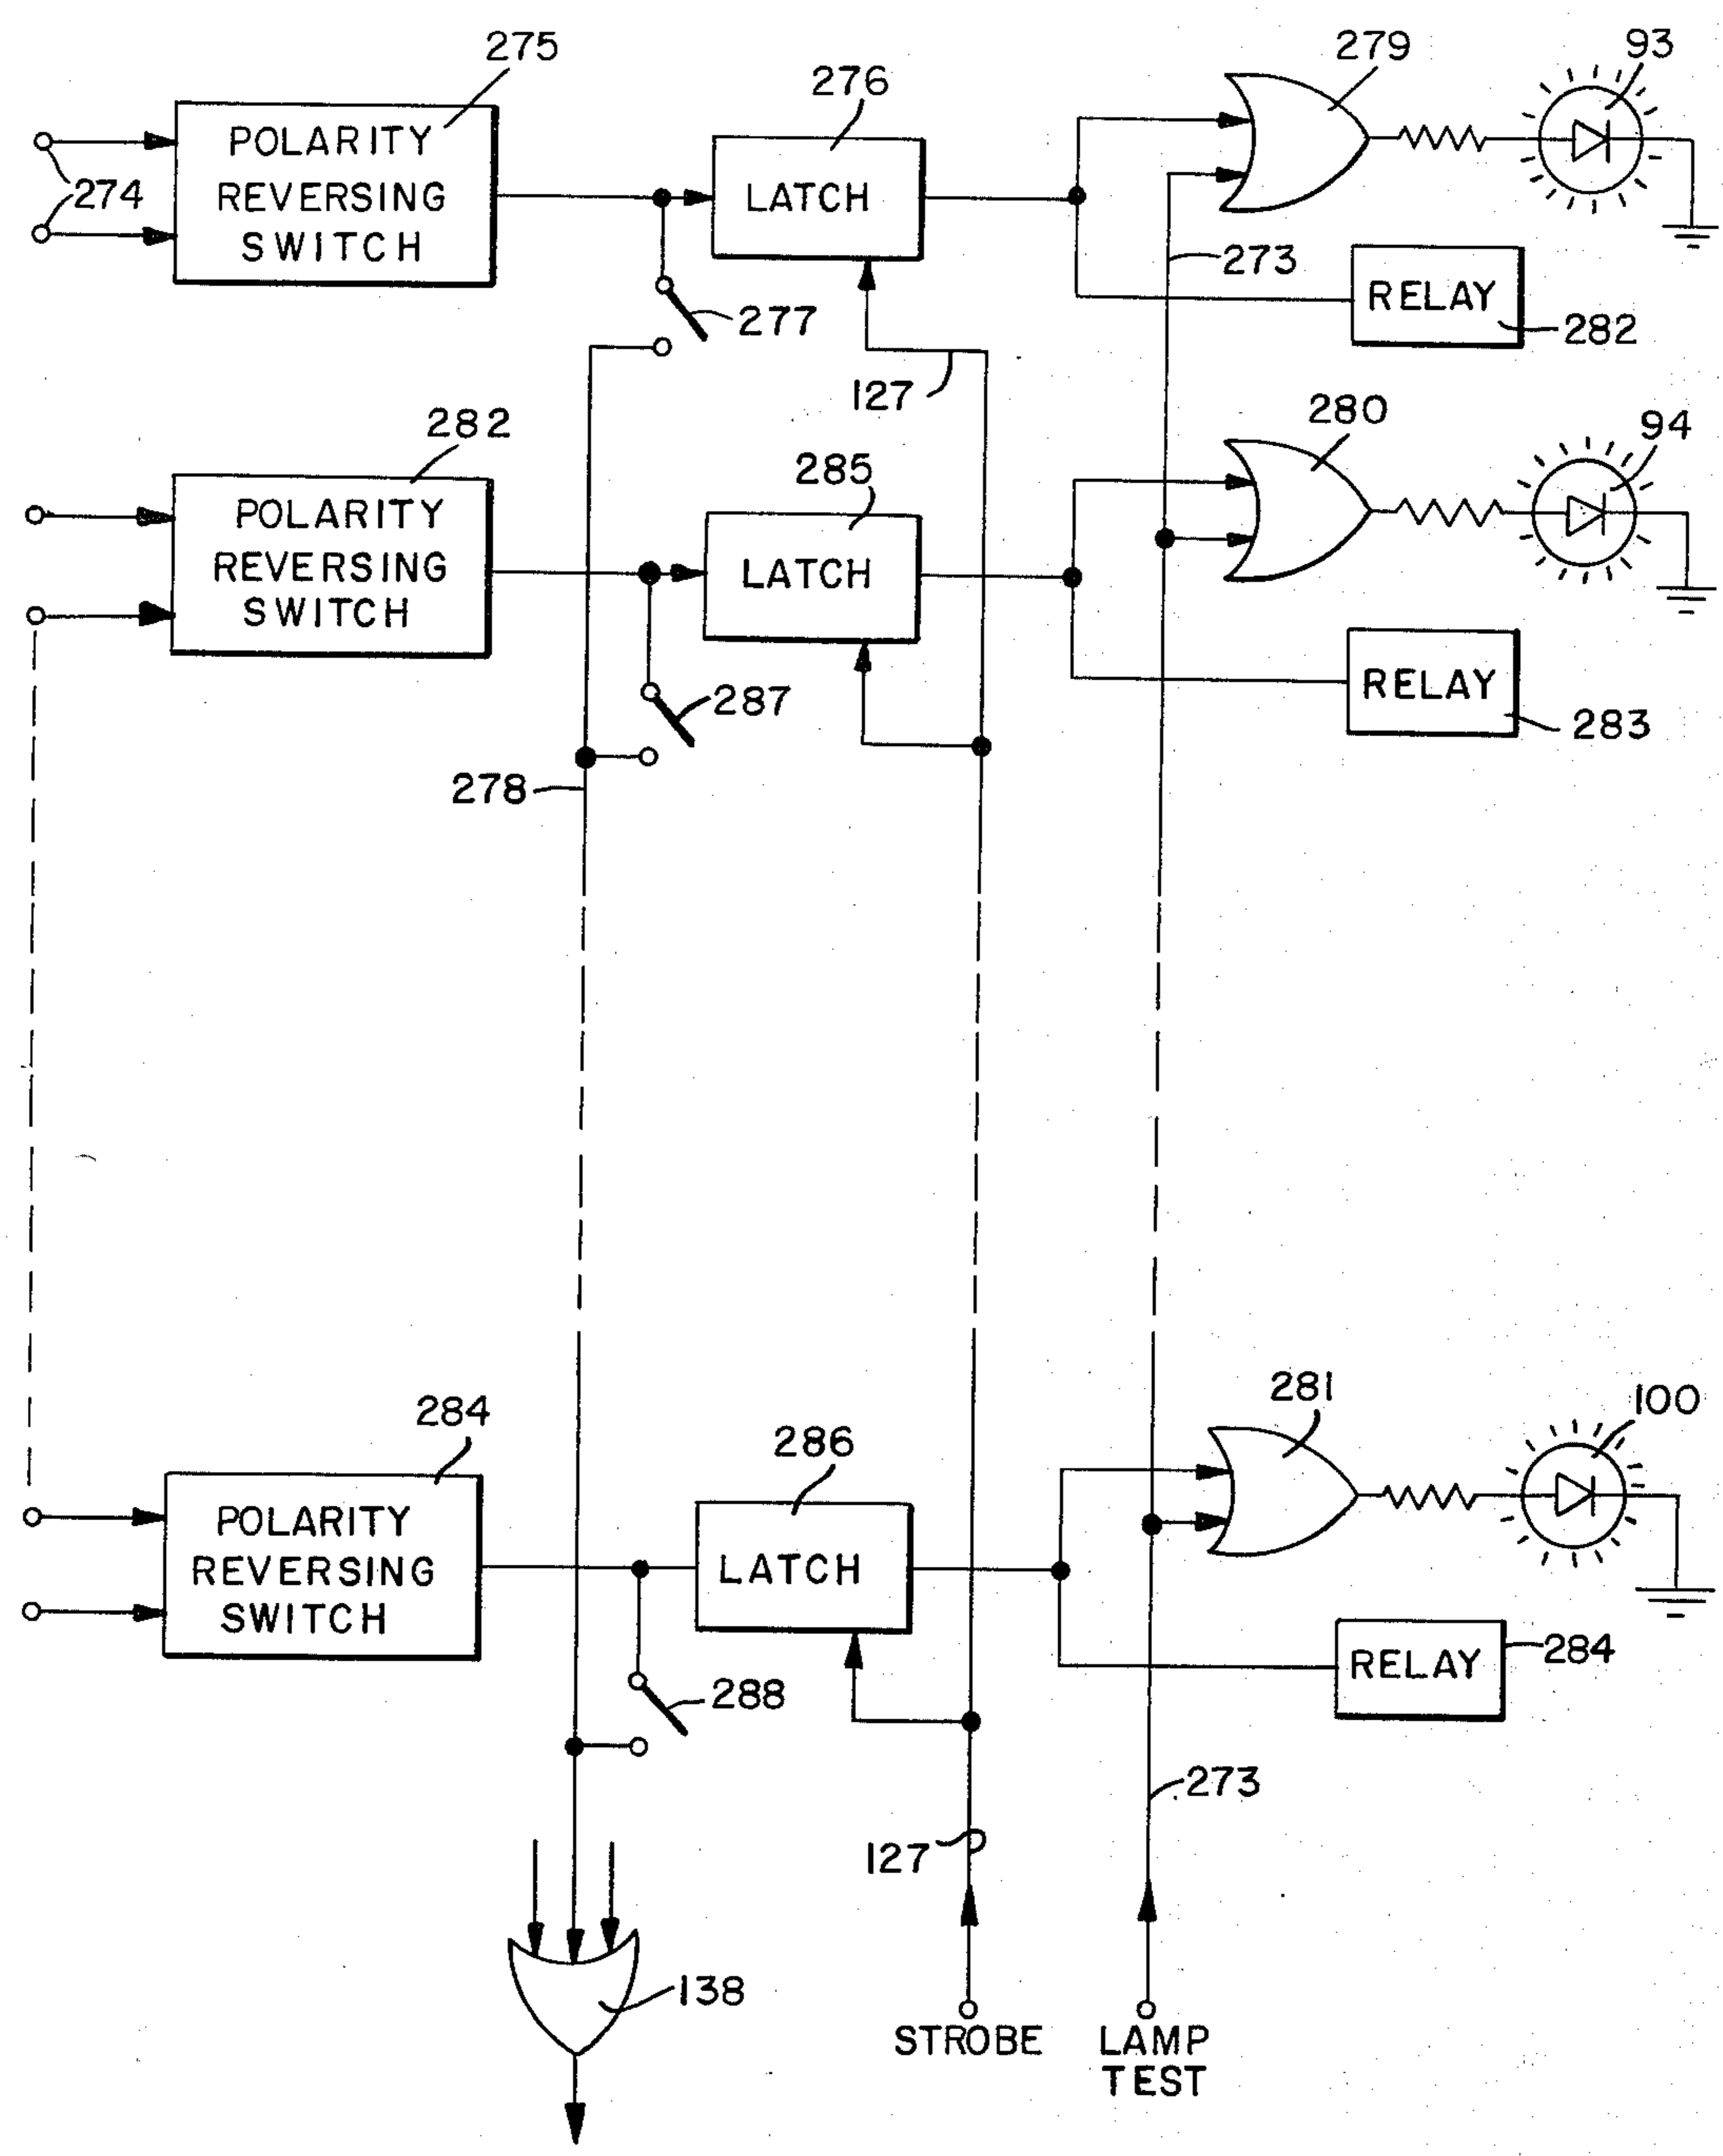 275
276
279
93
POLARITY
REVERSING
SWITCH
274
LATCH
273
RELAY
282
277
127
282
285
280
94
POLARITY
REVERSING
SWITCH
LATCH
287
RELAY
283
278
284
286
281
100
POLARITY
REVERSING
SWITCH
LATCH
RELAY
284
288
273
127
138
STROBE
LAMP
TEST